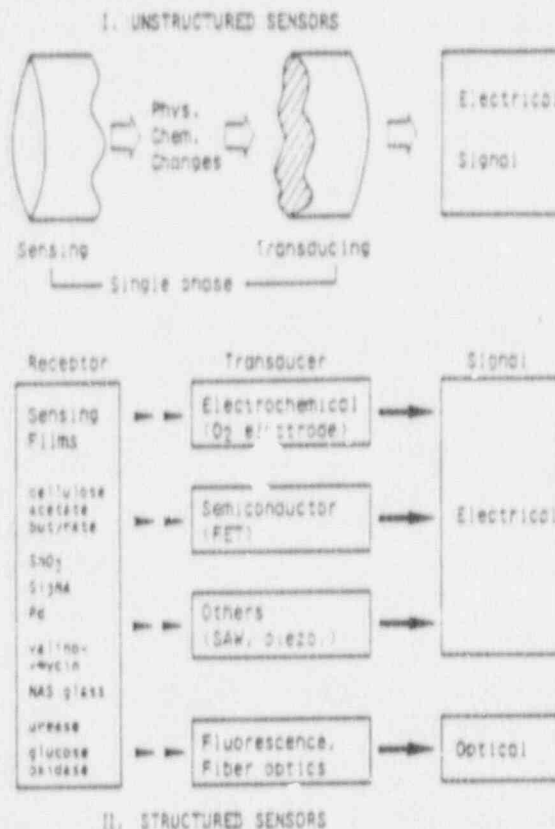 I. UNSTRUCTURED SENSORS
Phys.
Chem.
Changes
Electrical
Signal
Sensing
Transducing
Single phase
Receptor
Transducer
Signal
Sensing
Films
cellulose
acetate
butyrate
Pd
NAS glass
urease
glucose
oxidase
Electrochemical
(O₂ electrode)
Semiconductor
(FET)
Others
(SAW, piezo.)
Fluorescence,
Fiber optics
Electrical
Optical
II. STRUCTURED SENSORS